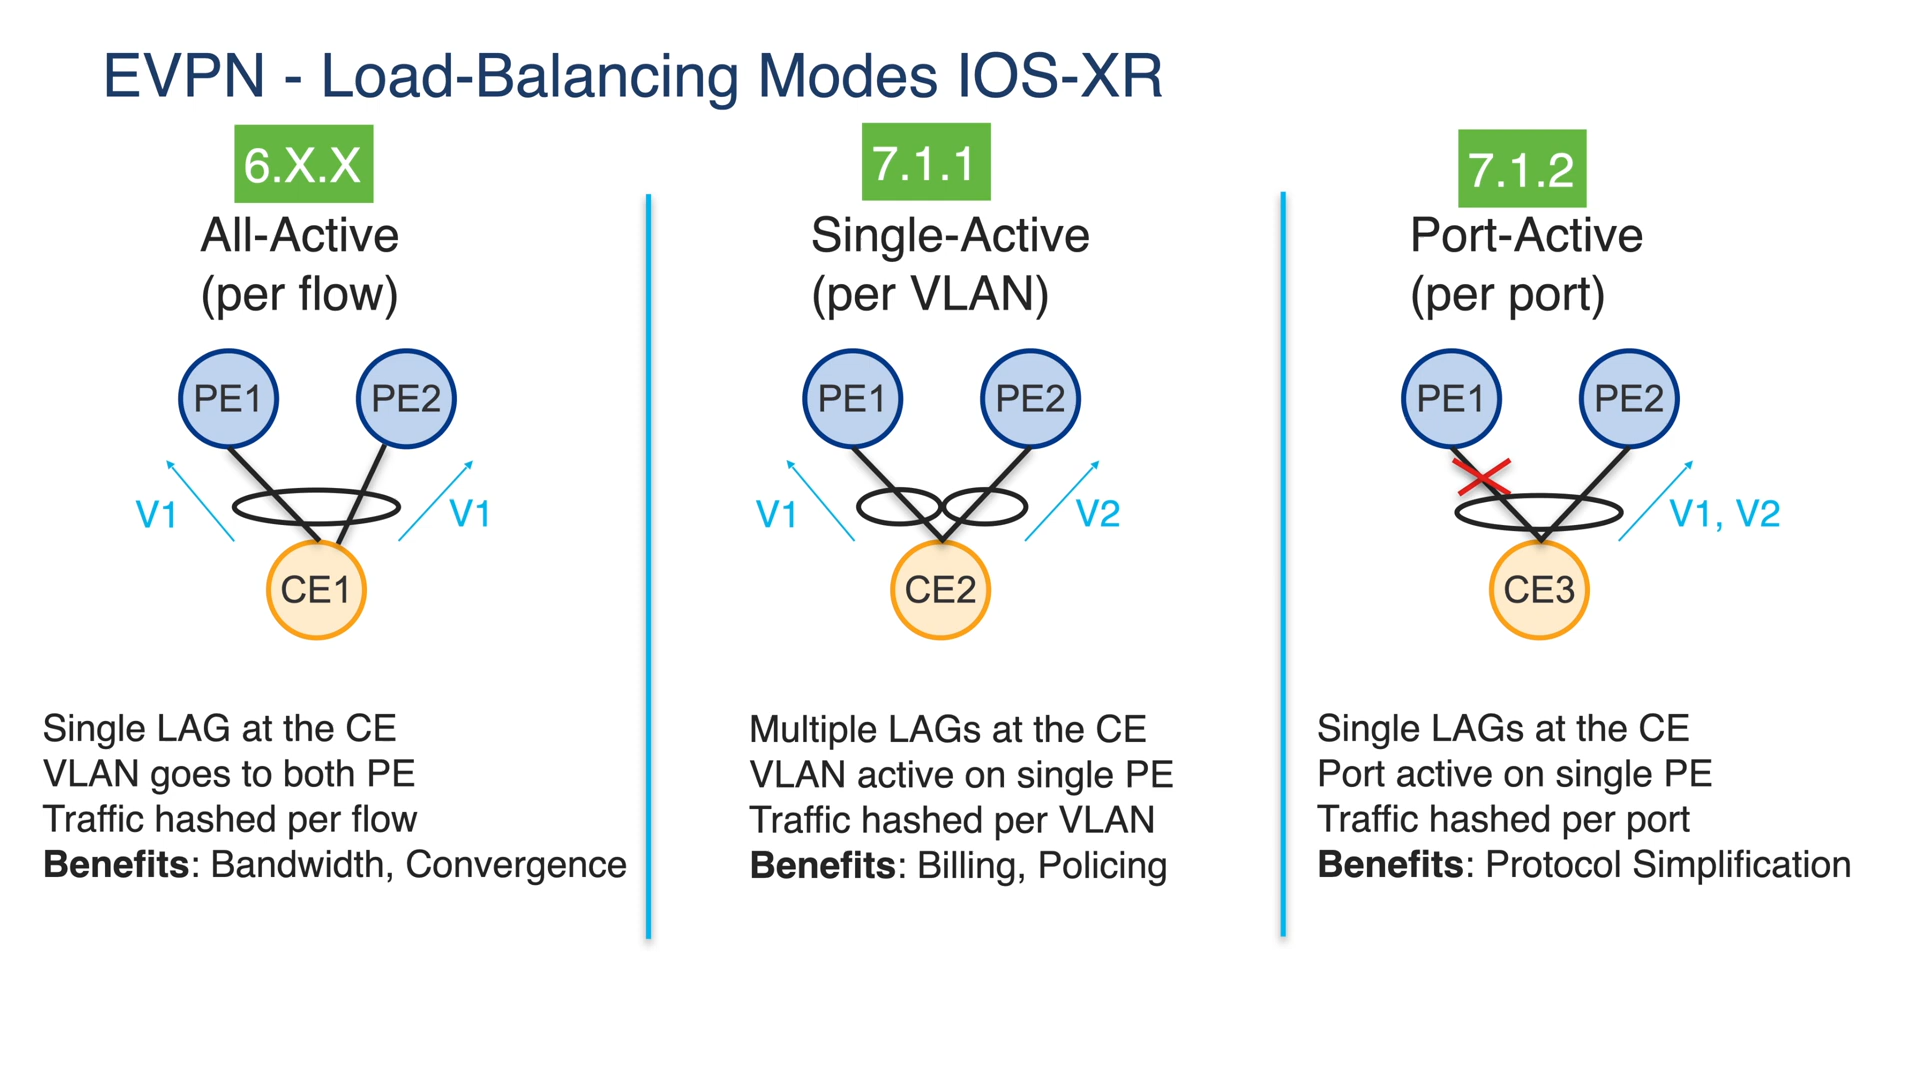 EVPN - Load-Balancing Modes IOS-XR
6.X.X
All-Active
(per flow)
PE1
PE2
V1
V1
CE1
Single LAG at the CE
VLAN goes to both PE
Traffic hashed per flow
Benefits: Bandwidth, Convergence
7.1.1
Single-Active
(per VLAN)
PE1
PE2
V1
V2
CE2
Multiple LAGs at the CE
VLAN active on single PE
Traffic hashed per VLAN
Benefits: Billing, Policing
7.1.2
Port-Active
(per port)
PE1
PE2
V1, V2
CE3
Single LAGs at the CE
Port active on single PE
Traffic hashed per port
Benefits: Protocol Simplification